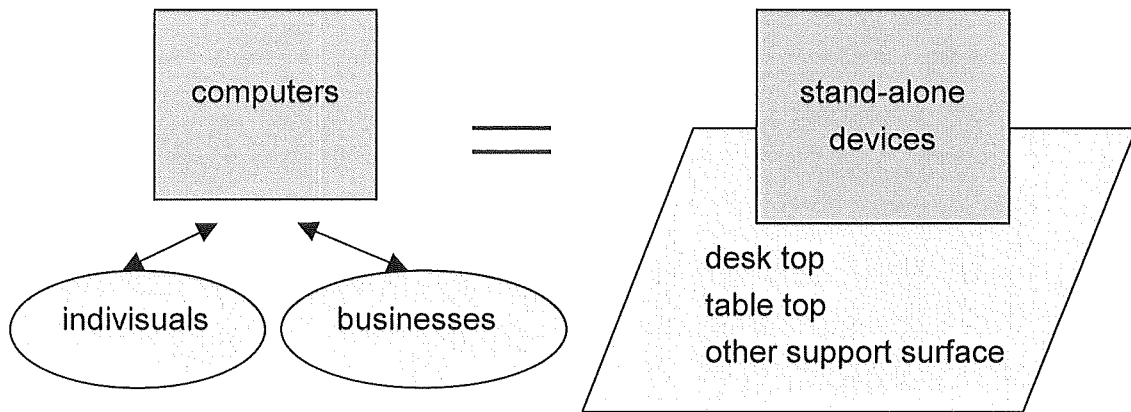 computers
indivisuals
businesses
stand-alone
devices
desk top
table top
other support surface